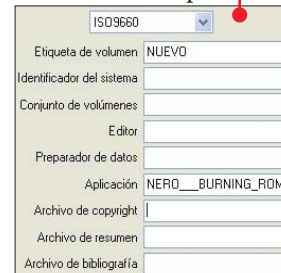 ISO9660
Etiqueta de volumen NUEVO
Identificador del sistema
Conjunto de volúmenes
Editor
Preparador de datos
Aplicación NERO___BURNING_ROM
Archivo de copyright
Archivo de resumen
Archivo de bibliografía